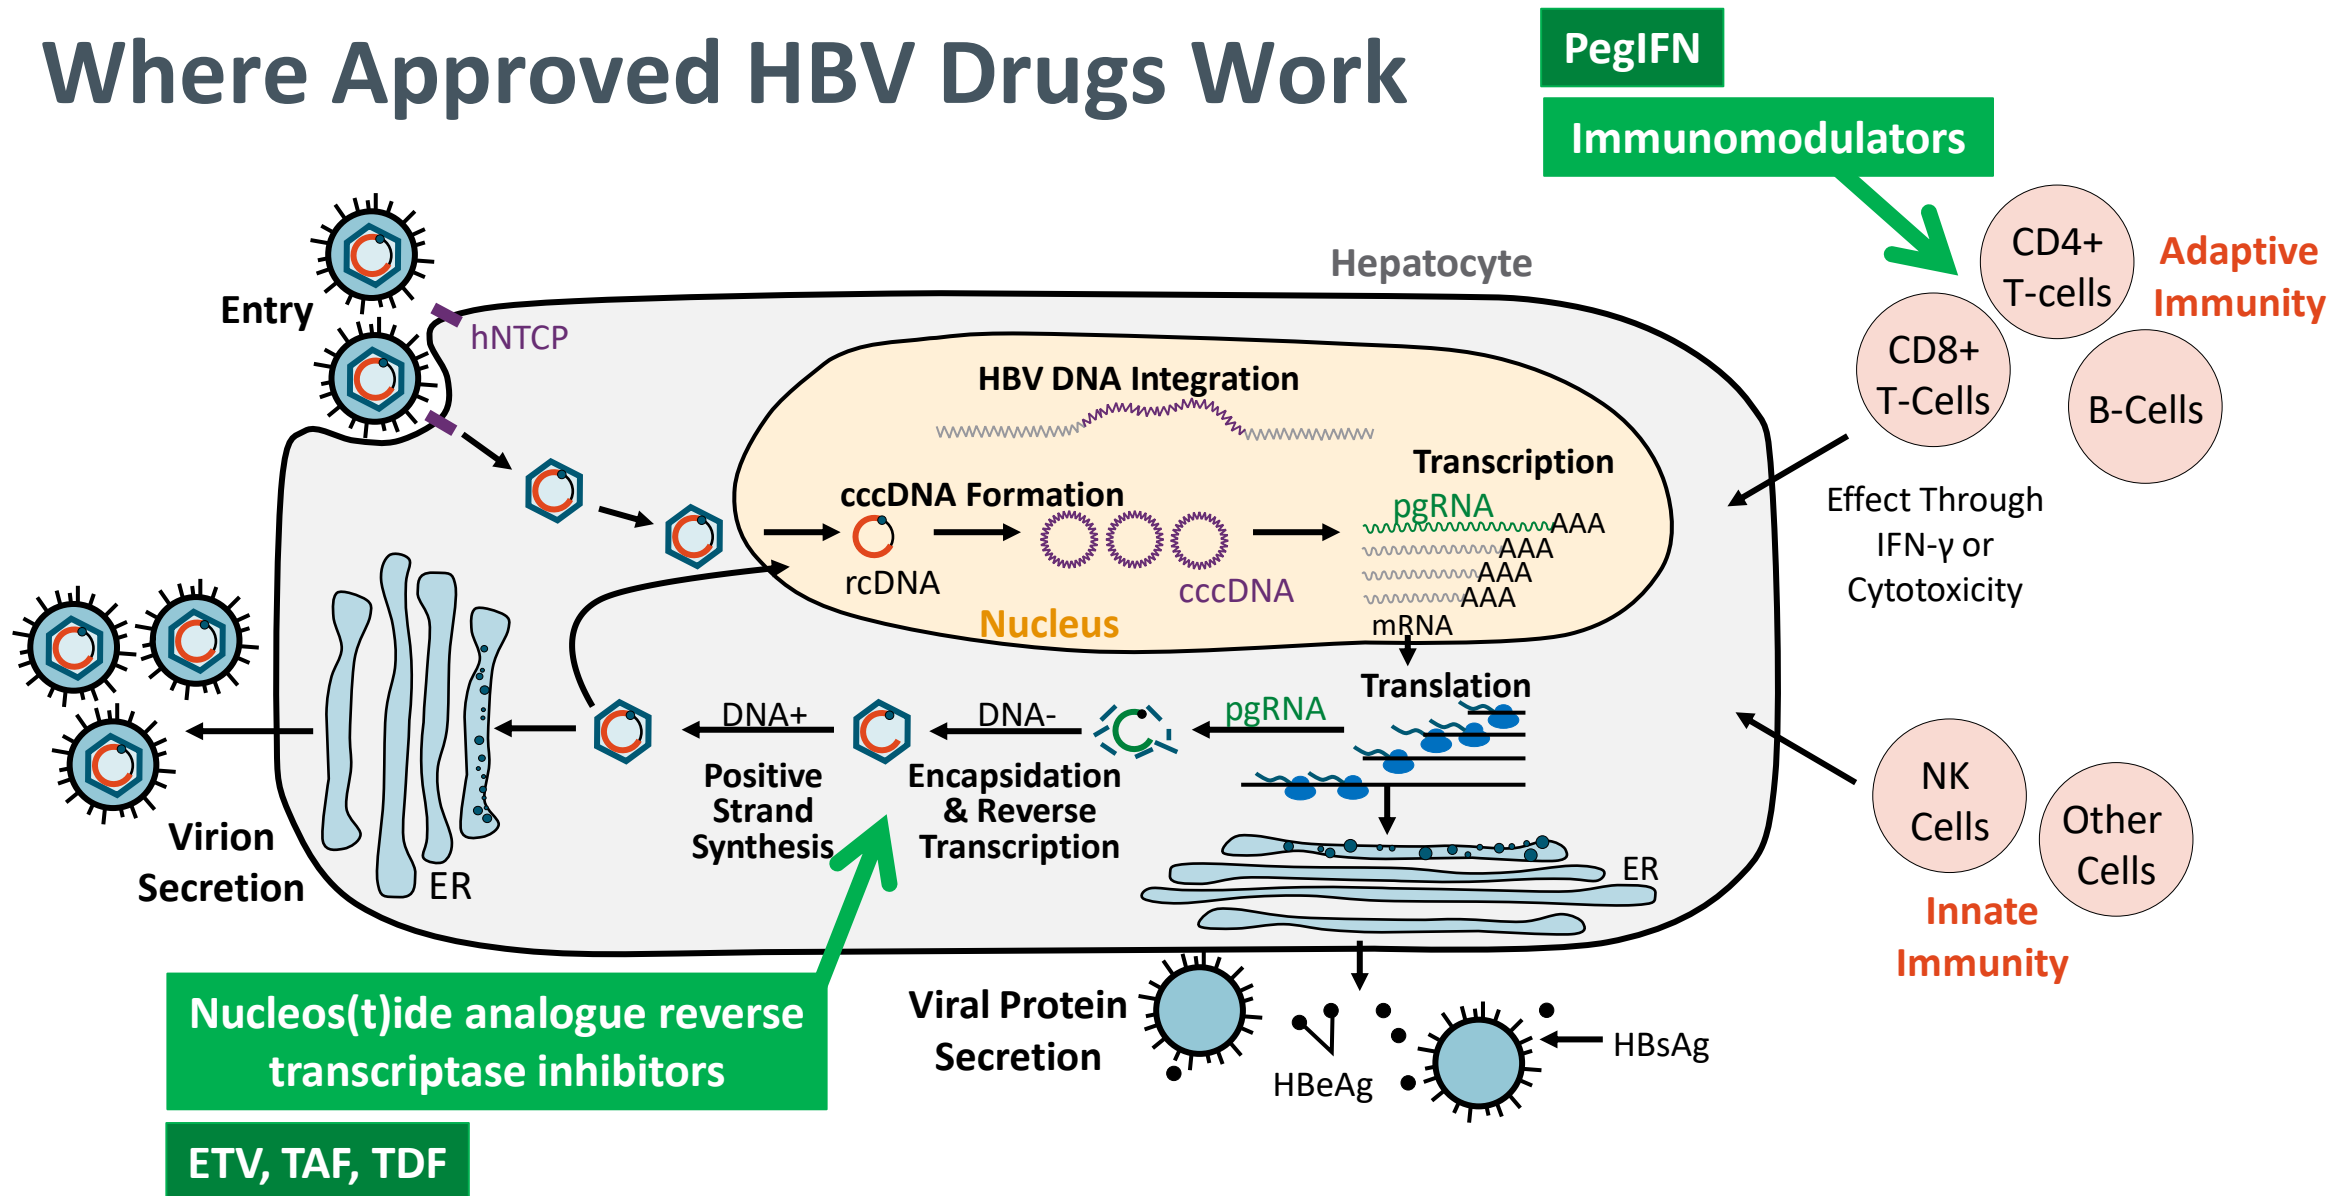 Where Approved HBV Drugs Work
PegIFN
Immunomodulators
CD4+
T-cells
Adaptive
Immunity
CD8+
T-Cells
B-Cells
Hepatocyte
Entry
hNTCP
HBV DNA Integration
Transcription
cccDNA Formation
pgRNA
AAA
AAA
AAA
AAA
rcDNA
cccDNA
mRNA
Nucleus
Effect Through
IFN-γ or
Cytotoxicity
Translation
pgRNA
DNA-
DNA+
Positive
Strand
Synthesis
Encapsidation
& Reverse
Transcription
NK
Cells
Other
Cells
Innate
Immunity
Virion
Secretion
ER
ER
Nucleos(t)ide analogue reverse
transcriptase inhibitors
ETV, TAF, TDF
Viral Protein
Secretion
HBeAg
HBsAg